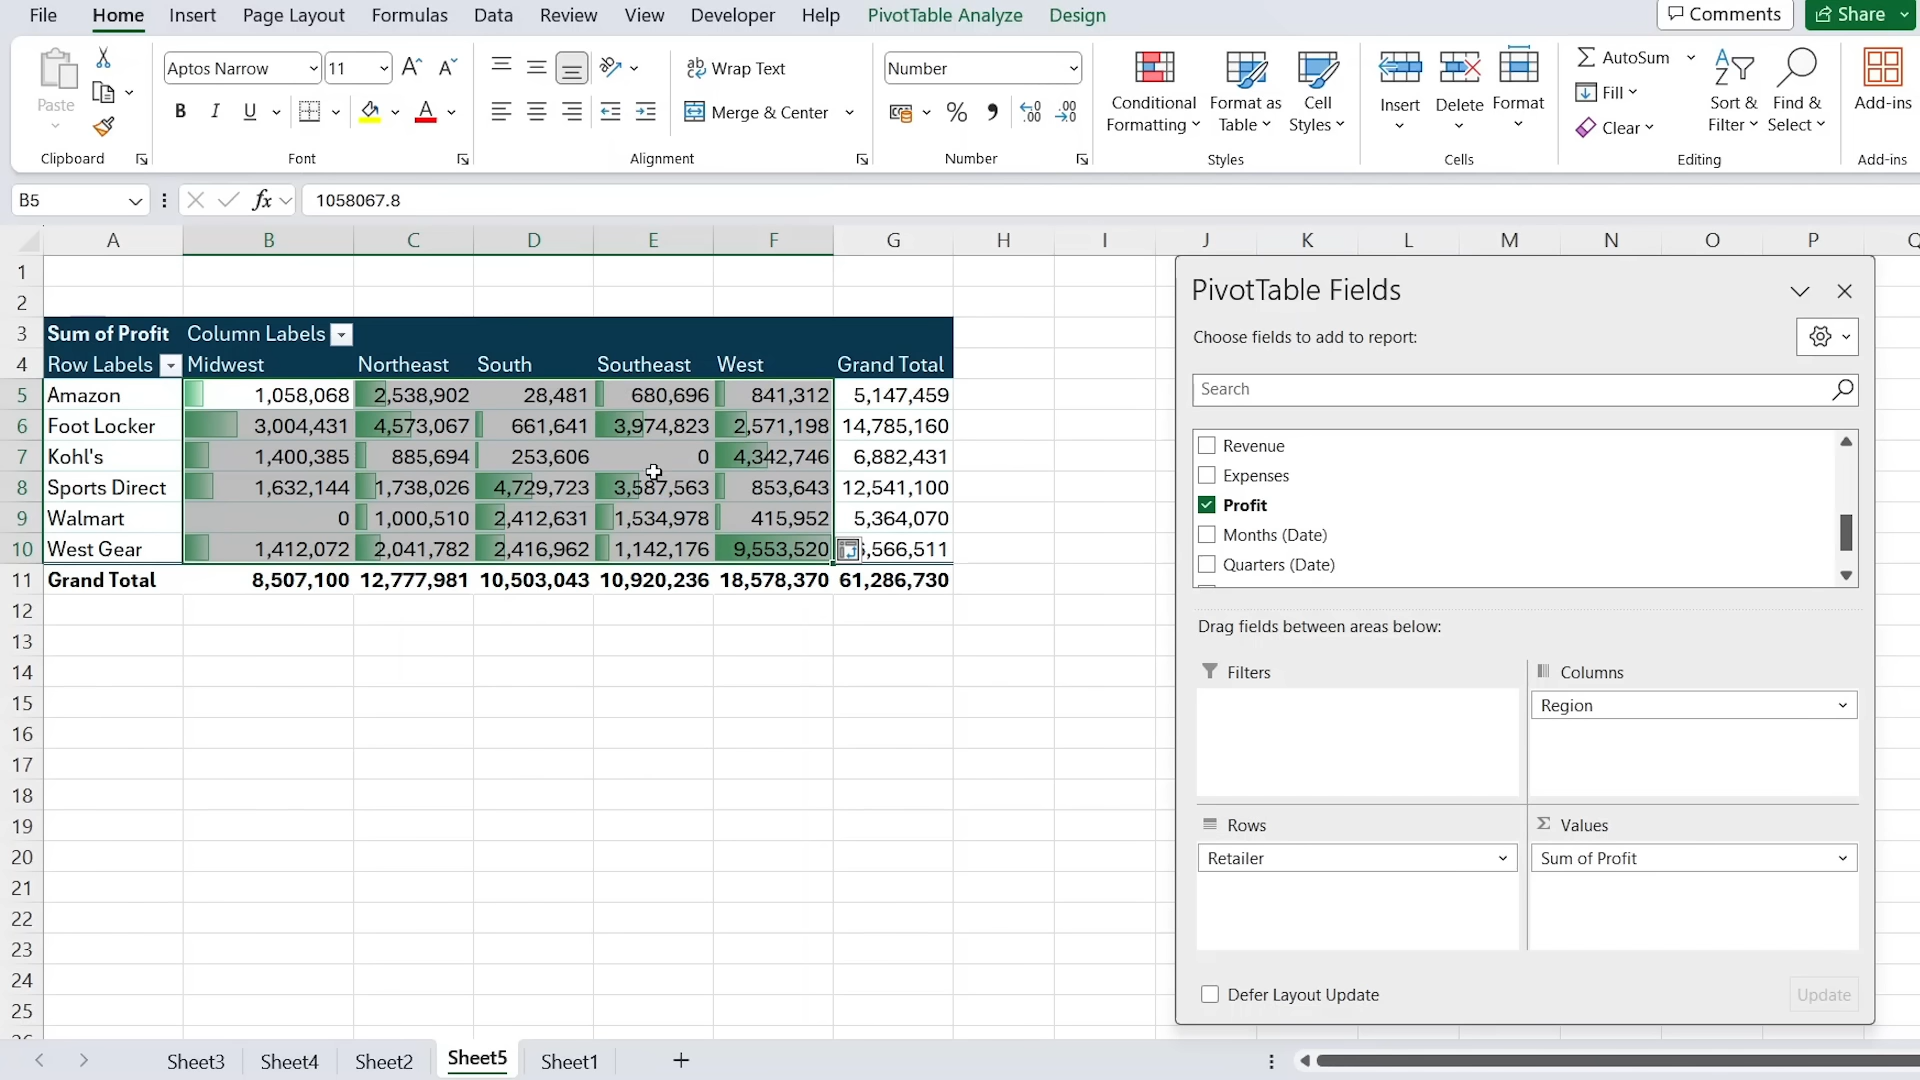 File Home Insert Page Layout Formulas Data Review View Developer Help PivotTable Analyze Design Comments Share
Paste
Clipboard
Aptos Narrow 11
B I U A
Font
Wrap Text
Merge & Center
Alignment
Number
%
Number
Conditional Formatting
Format as Table
Cell Styles
Styles
Insert
Delete
Format
Cells
AutoSum
Fill
Clear
Sort & Filter
Find & Select
Editing
Add-ins
Add-ins
B5 fx 1058067.8
A B C D E F G H I J K L M N O P Q
1
2
3 Sum of Profit Column Labels
4 Row Labels Midwest Northeast South Southeast West Grand Total
5 Amazon 1,058,068 2,538,902 28,481 680,696 841,312 5,147,459
6 Foot Locker 3,004,431 4,573,067 661,641 3,974,823 2,571,198 14,785,160
7 Kohl's 1,400,385 885,694 253,606 0 4,342,746 6,882,431
8 Sports Direct 1,632,144 1,738,026 4,729,723 3,587,563 853,643 12,541,100
9 Walmart 0 1,000,510 2,412,631 1,534,978 415,952 5,364,070
10 West Gear 1,412,072 2,041,782 2,416,962 1,142,176 9,553,520 ,566,511
11 Grand Total 8,507,100 12,777,981 10,503,043 10,920,236 18,578,370 61,286,730
12
13
14
15
16
17
18
19
20
21
22
23
24
25
PivotTable Fields
Choose fields to add to report:
Search
Revenue
Expenses
Profit
Months (Date)
Quarters (Date)
Drag fields between areas below:
Filters
Columns
Region
Rows
Retailer
Σ Values
Sum of Profit
Defer Layout Update
Update
Sheet3 Sheet4 Sheet2 Sheet5 Sheet1